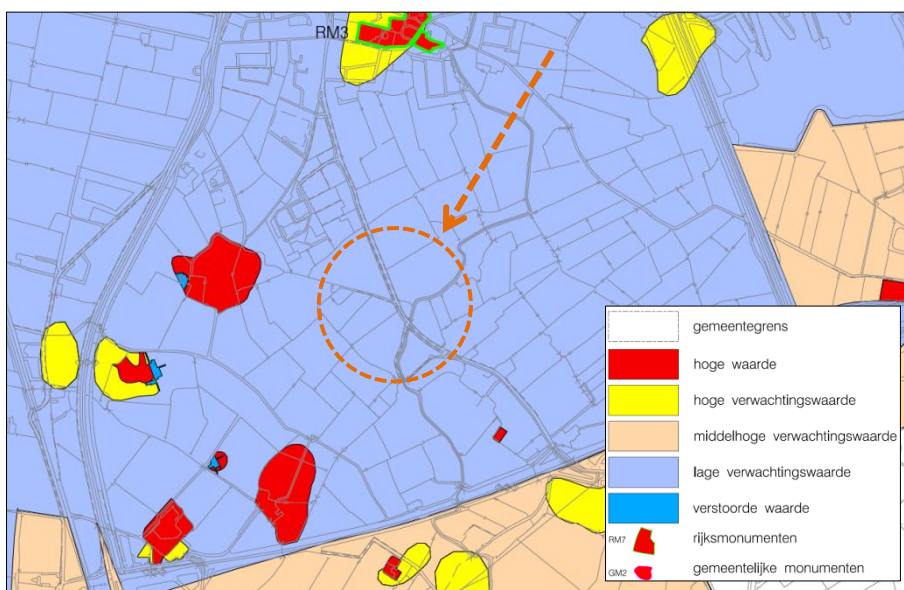 RM3
gemeentegrens
hoge waarde
hoge verwachtingswaarde
middelhoge verwachtingswaarde
lage verwachtingswaarde
verstoorde waarde
RM7 rijksmonumenten
GM2 gemeentelijke monumenten